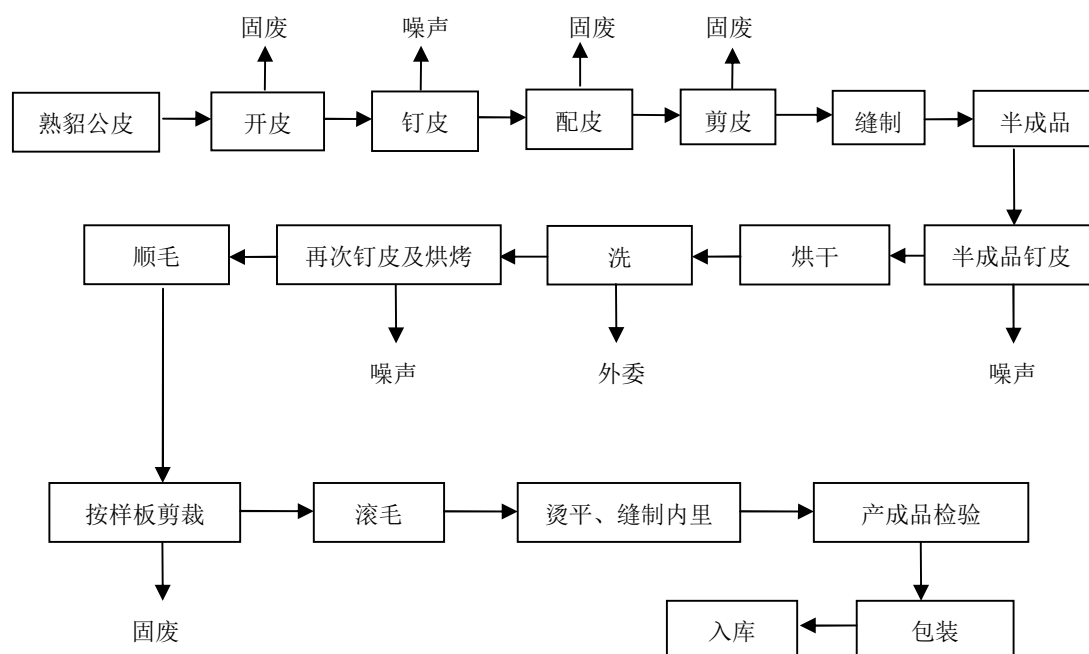 固废 噪声 固废 固废
熟貂公皮 开皮 钉皮 配皮 剪皮 缝制 半成品
顺毛 再次钉皮及烘烤 洗 烘干 半成品钉皮
噪声 外委 噪声
按样板剪裁 滚毛 烫平、缝制内里 产成品检验
固废 入库 包装